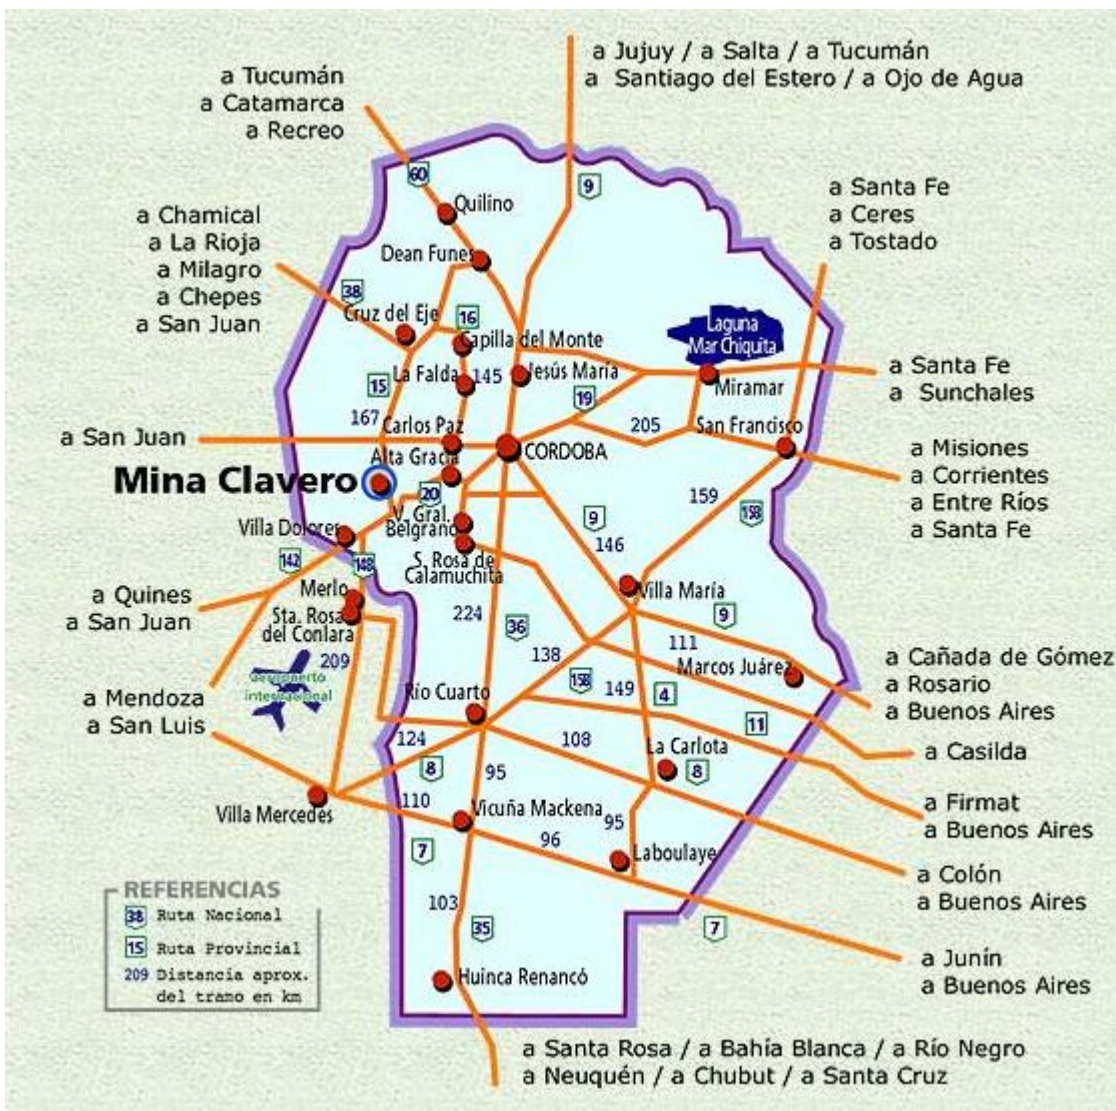 a Jujuy / a Salta / a Tucumán
a Santiago del Estero / a Ojo de Agua
a Tucumán
a Catamarca
a Recreo
60
9
a Santa Fe
a Ceres
a Tostado
Quilino
a Chamical
a La Rioja
a Milagro
a Chepes
a San Juan
Dean Funes
38
Cruz del Eje
16
Capilla del Monte
Laguna
Mar Chiquita
La Falda
145
Jesús María
15
19
Miramar
a Santa Fe
a Sunchales
167
Carlos Paz
205
San Francisco
a San Juan
Alta Gracia
CORDOBA
a Misiones
a Corrientes
a Entre Ríos
a Santa Fe
Mina Clavero
20
159
158
V. Gral.
Belgrano
9
146
Villa Dolores
142
148
S. Rosa de
Calamuchita
a Quines
a San Juan
Merlo
Sta. Rosa
del Conlara
Villa María
224
36
9
111
138
209
Aeropuerto
internacional
158
149
4
Marcos Juárez
a Cañada de Gómez
a Rosario
a Buenos Aires
a Mendoza
a San Luis
Río Cuarto
11
124
108
La Carlota
8
a Casilda
8
95
110
Vicuña Mackena
95
96
Villa Mercedes
a Firmat
a Buenos Aires
7
Laboulaye
a Colón
a Buenos Aires
103
35
7
REFERENCIAS
38 Ruta Nacional
15 Ruta Provincial
209 Distancia aprox.
del tramo en km
Huinca Renancó
a Junín
a Buenos Aires
a Santa Rosa / a Bahía Blanca / a Río Negro
a Neuquén / a Chubut / a Santa Cruz